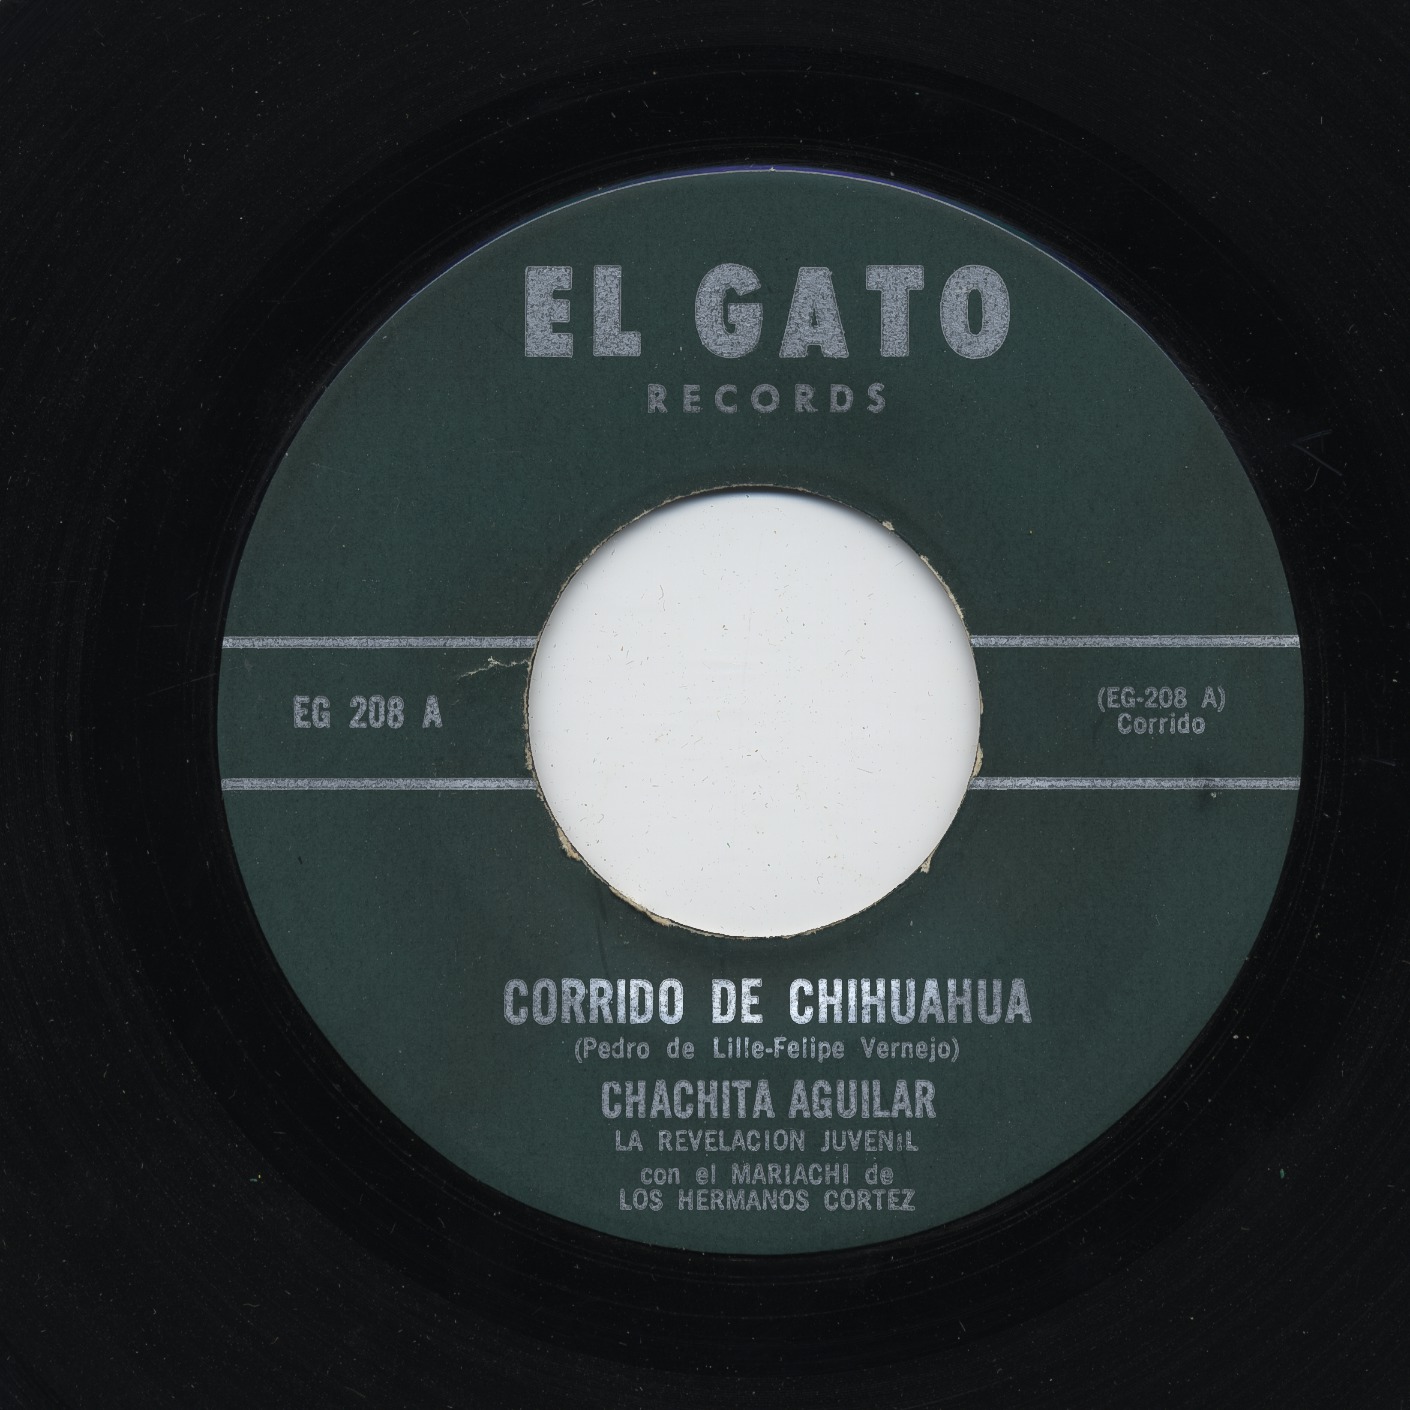 EL GATO
RECORDS
EG 208 A
(EG-208 A)
Corrido
CORRIDO DE CHIHUAHUA
(Pedro de Lille-Felipe Vernejo)
CHACHITA AGUILAR
LA REVELACION JUVENIL
con el MARIACHI de
LOS HERMANOS CORTEZ